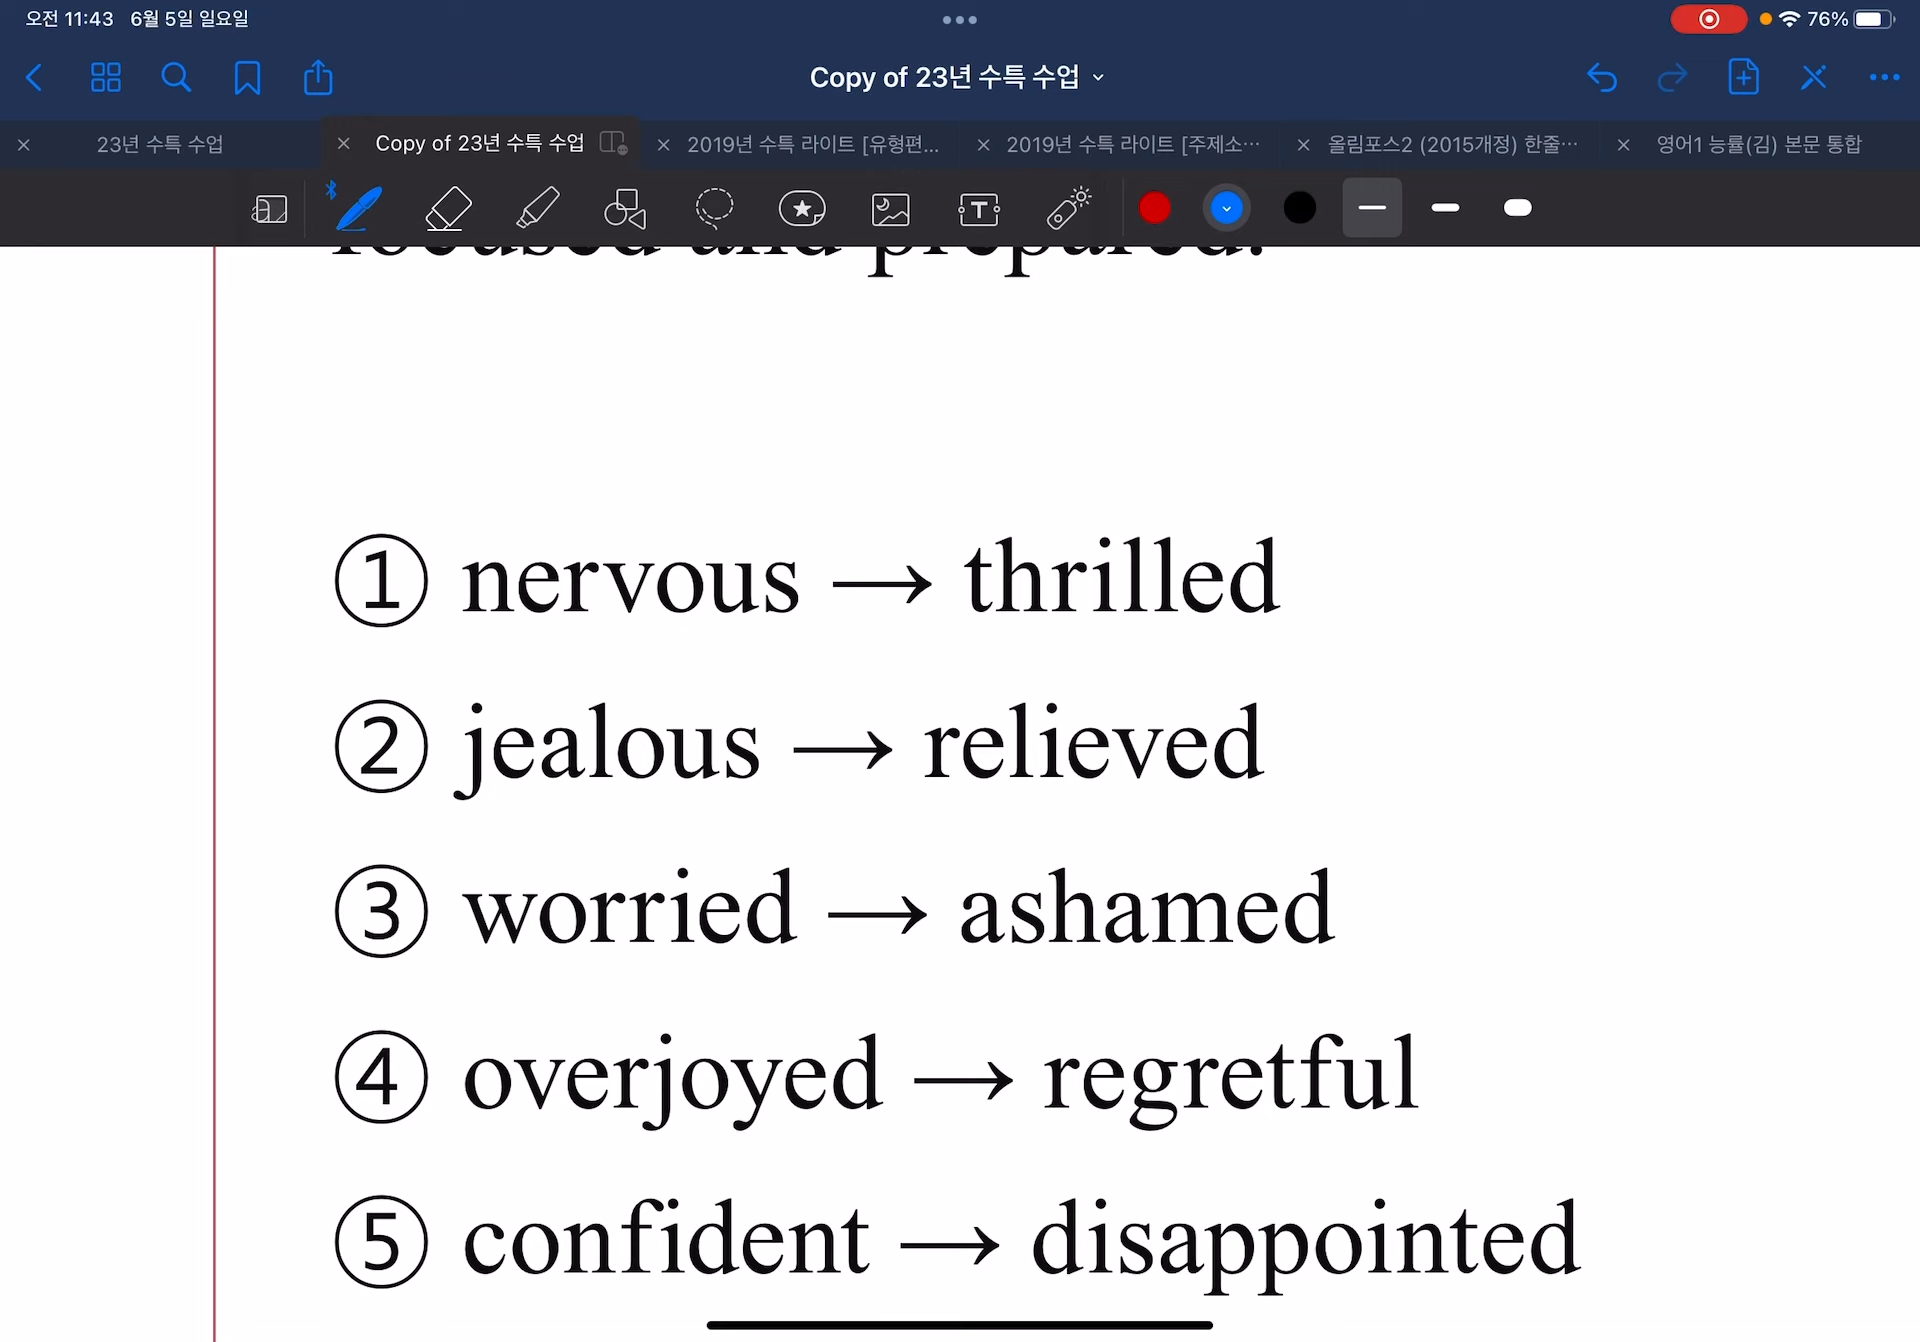 오전 11:43 6월 5일 일요일
76%
Copy of 23년 수특 수업
23년 수특 수업
Copy of 23년 수특 수업
2019년 수특 라이트 [유형편...
2019년 수특 라이트 [주제소...
올림포스2 (2015개정) 한줄...
영어1 능률(김) 본문 통합
focused and prepared.
① nervous → thrilled
② jealous → relieved
③ worried → ashamed
④ overjoyed → regretful
⑤ confident → disappointed